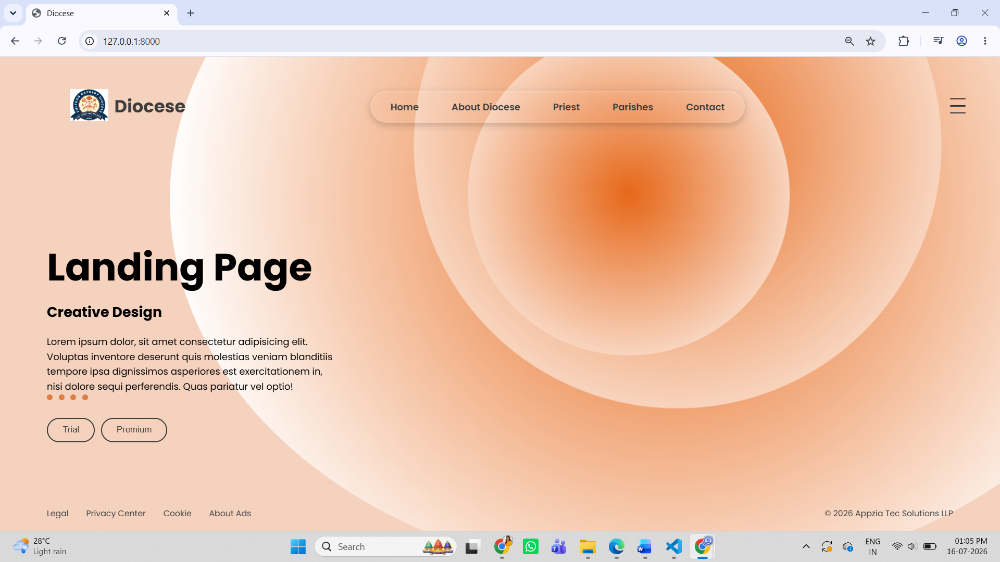 Diocese
127.0.0.1:8000
SULTHAN BATHERY DIOCESE
Diocese
Home
About Diocese
Priest
Parishes
Contact
Landing Page
Creative Design
Lorem ipsum dolor, sit amet consectetur adipisicing elit.
Voluptas inventore deserunt quis molestias veniam blanditiis
tempore ipsa dignissimos asperiores est exercitationem in,
nisi dolore sequi perferendis. Quas pariatur vel optio!
Trial
Premium
Legal
Privacy Center
Cookie
About Ads
© 2026 Appzia Tec Solutions LLP
28°C
Light rain
Search
ENG
IN
01:05 PM
16-07-2026